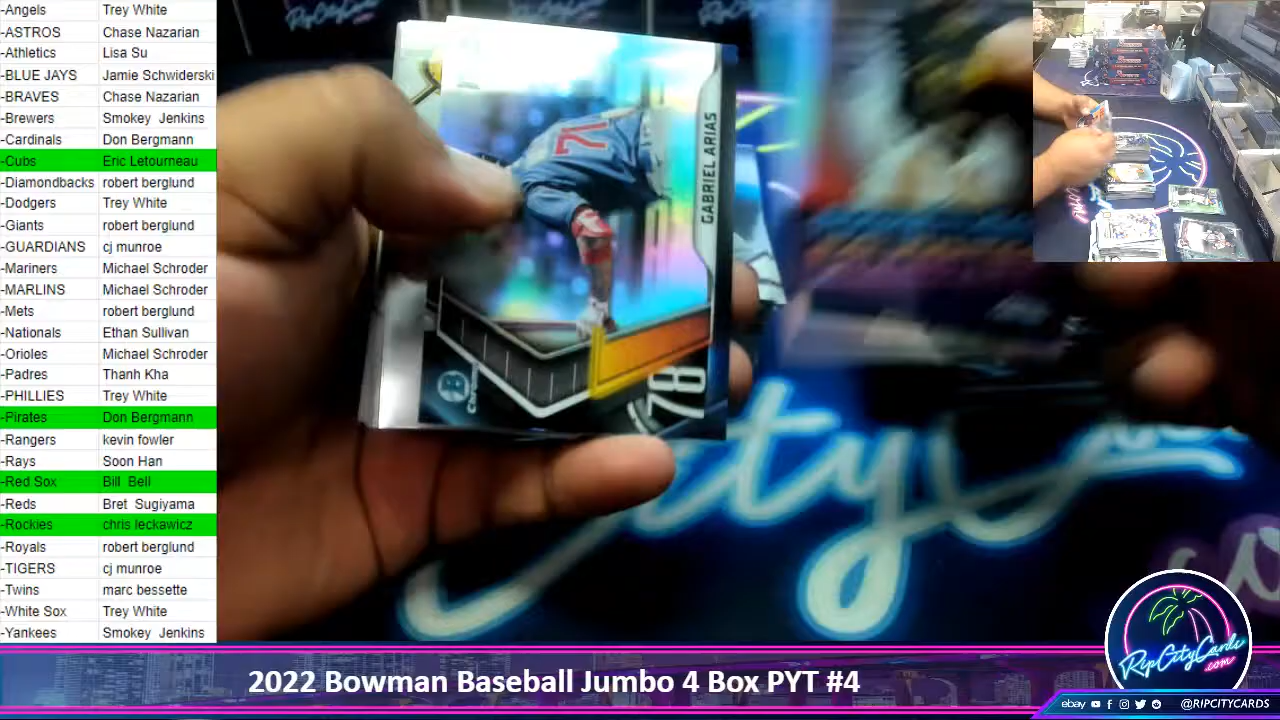 -Angels Trey White
-ASTROS Chase Nazarian
-Athletics Lisa Su
-BLUE JAYS Jamie Schwiderski
-BRAVES Chase Nazarian
-Brewers Smokey Jenkins
-Cardinals Don Bergmann
-Cubs Eric Letourneau
-Diamondbacks robert berglund
-Dodgers Trey White
-Giants robert berglund
-GUARDIANS cj munroe
-Mariners Michael Schroder
-MARLINS Michael Schroder
-Mets robert berglund
-Nationals Ethan Sullivan
-Orioles Michael Schroder
-Padres Thanh Kha
-PHILLIES Trey White
-Pirates Don Bergmann
-Rangers kevin fowler
-Rays Soon Han
-Red Sox Bill Bell
-Reds Bret Sugiyama
-Rockies chris leckawicz
-Royals robert berglund
-TIGERS cj munroe
-Twins marc bessette
-White Sox Trey White
-Yankees Smokey Jenkins
GABRIEL ARIAS
78
B
ity
RipCityCards
.com
2022 Bowman Baseball Jumbo 4 Box PYT #4
ebay @RIPCITYCARDS